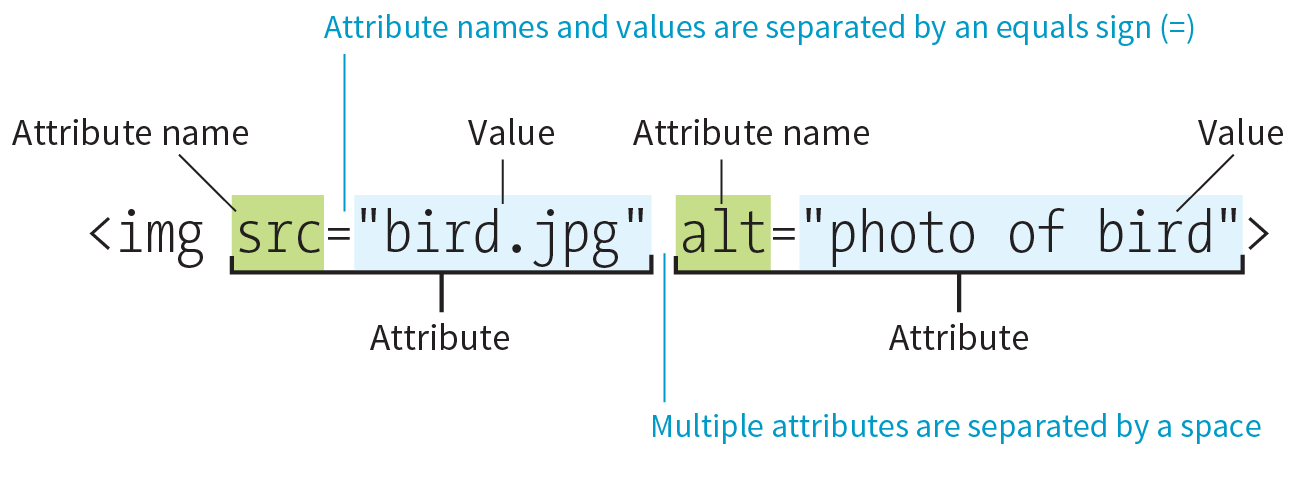 Attribute names and values are separated by an equals sign (=)
Attribute name Value Attribute name Value
<img src="bird.jpg" alt="photo of bird">
Attribute Attribute
Multiple attributes are separated by a space